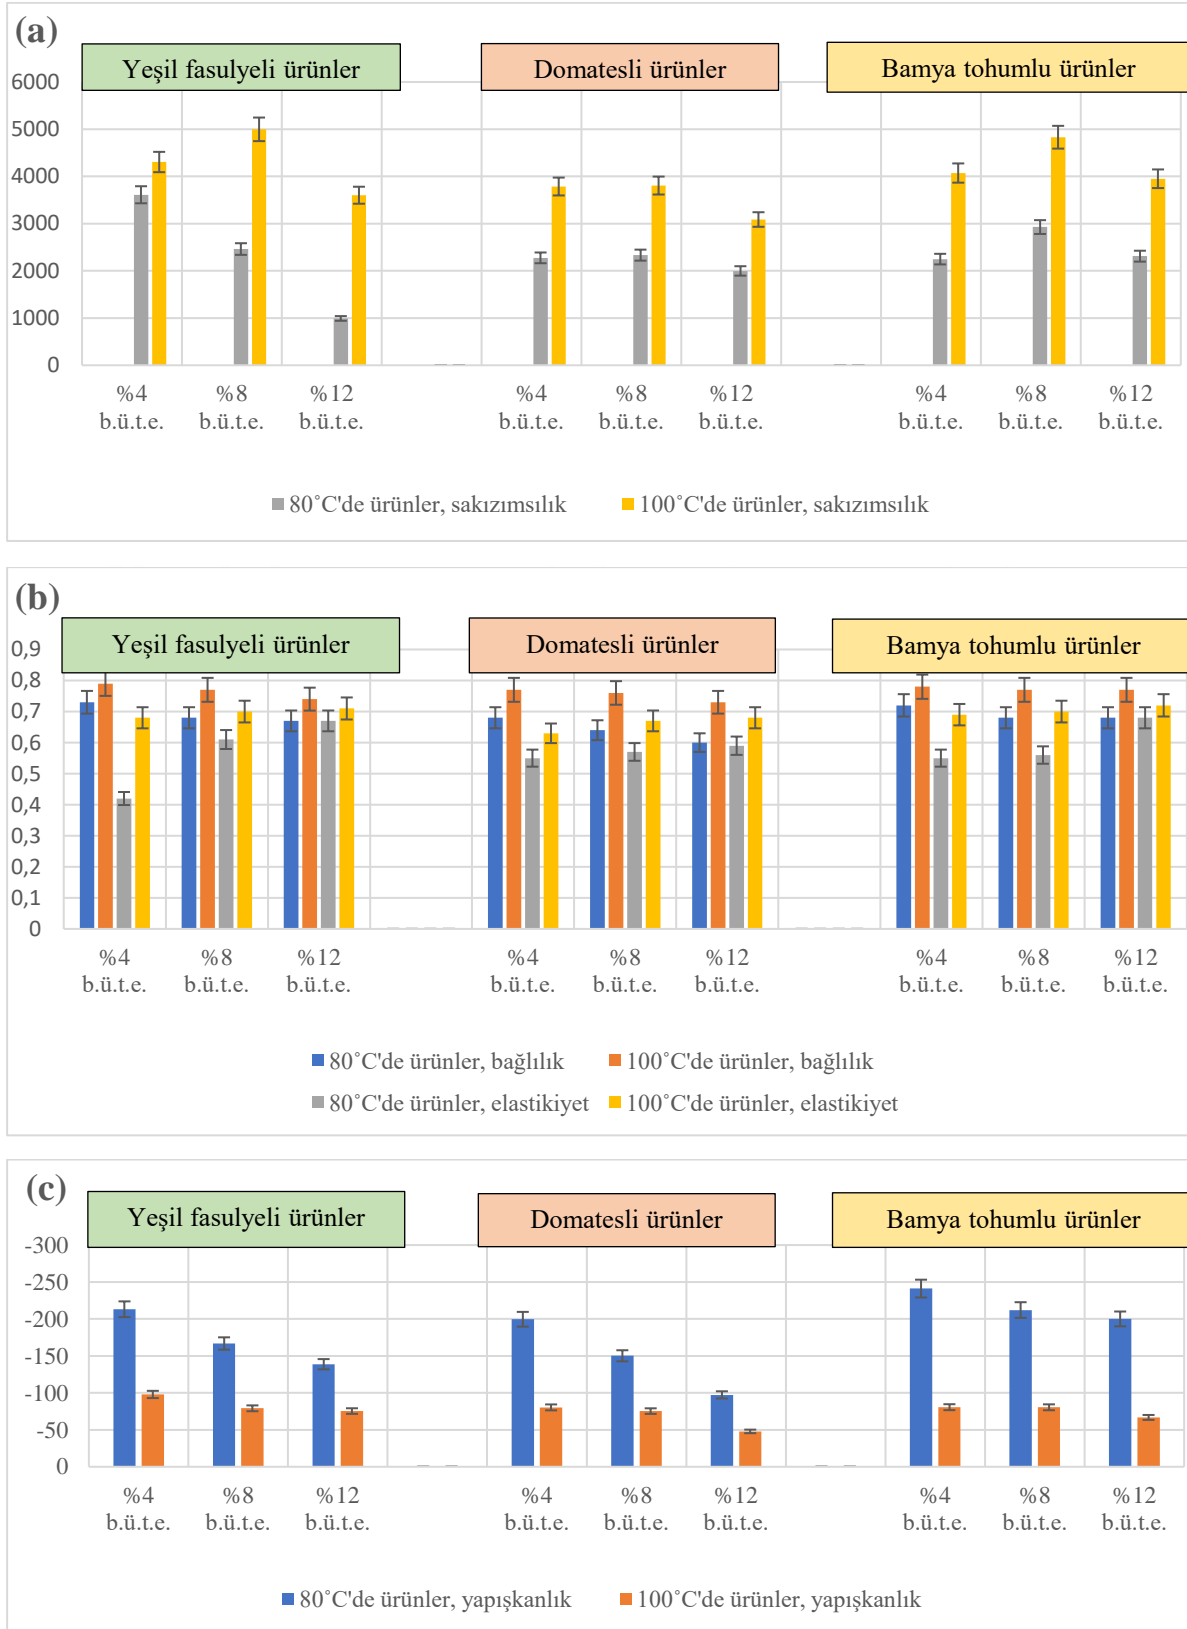 (a)
Yeşil fasulyeli ürünler
Domatesli ürünler
Bamya tohumlu ürünler
6000
5000
4000
3000
2000
1000
0
%4 %8 %12 %4 %8 %12 %4 %8 %12
b.ü.t.e. b.ü.t.e. b.ü.t.e. b.ü.t.e. b.ü.t.e. b.ü.t.e. b.ü.t.e. b.ü.t.e. b.ü.t.e.
80˚C'de ürünler, sakızımsılık 100˚C'de ürünler, sakızımsılık
(b)
Yeşil fasulyeli ürünler
Domatesli ürünler
Bamya tohumlu ürünler
0,9
0,8
0,7
0,6
0,5
0,4
0,3
0,2
0,1
0
%4 %8 %12 %4 %8 %12 %4 %8 %12
b.ü.t.e. b.ü.t.e. b.ü.t.e. b.ü.t.e. b.ü.t.e. b.ü.t.e. b.ü.t.e. b.ü.t.e. b.ü.t.e.
80˚C'de ürünler, bağlılık 100˚C'de ürünler, bağlılık
80˚C'de ürünler, elastikiyet 100˚C'de ürünler, elastikiyet
(c)
Yeşil fasulyeli ürünler
Domatesli ürünler
Bamya tohumlu ürünler
-300
-250
-200
-150
-100
-50
0
%4 %8 %12 %4 %8 %12 %4 %8 %12
b.ü.t.e. b.ü.t.e. b.ü.t.e. b.ü.t.e. b.ü.t.e. b.ü.t.e. b.ü.t.e. b.ü.t.e. b.ü.t.e.
80˚C'de ürünler, yapışkanlık 100˚C'de ürünler, yapışkanlık